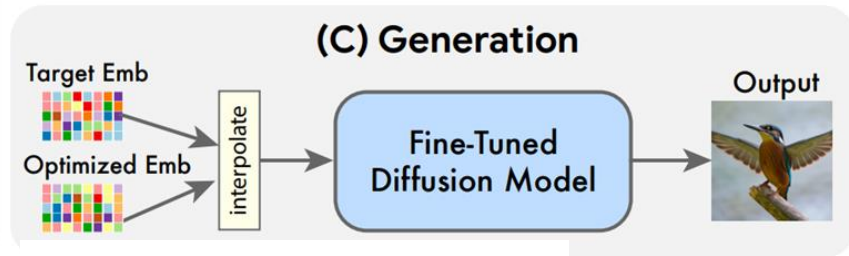 (C) Generation
Target Emb
Optimized Emb
interpolate
Fine-Tuned
Diffusion Model
Output